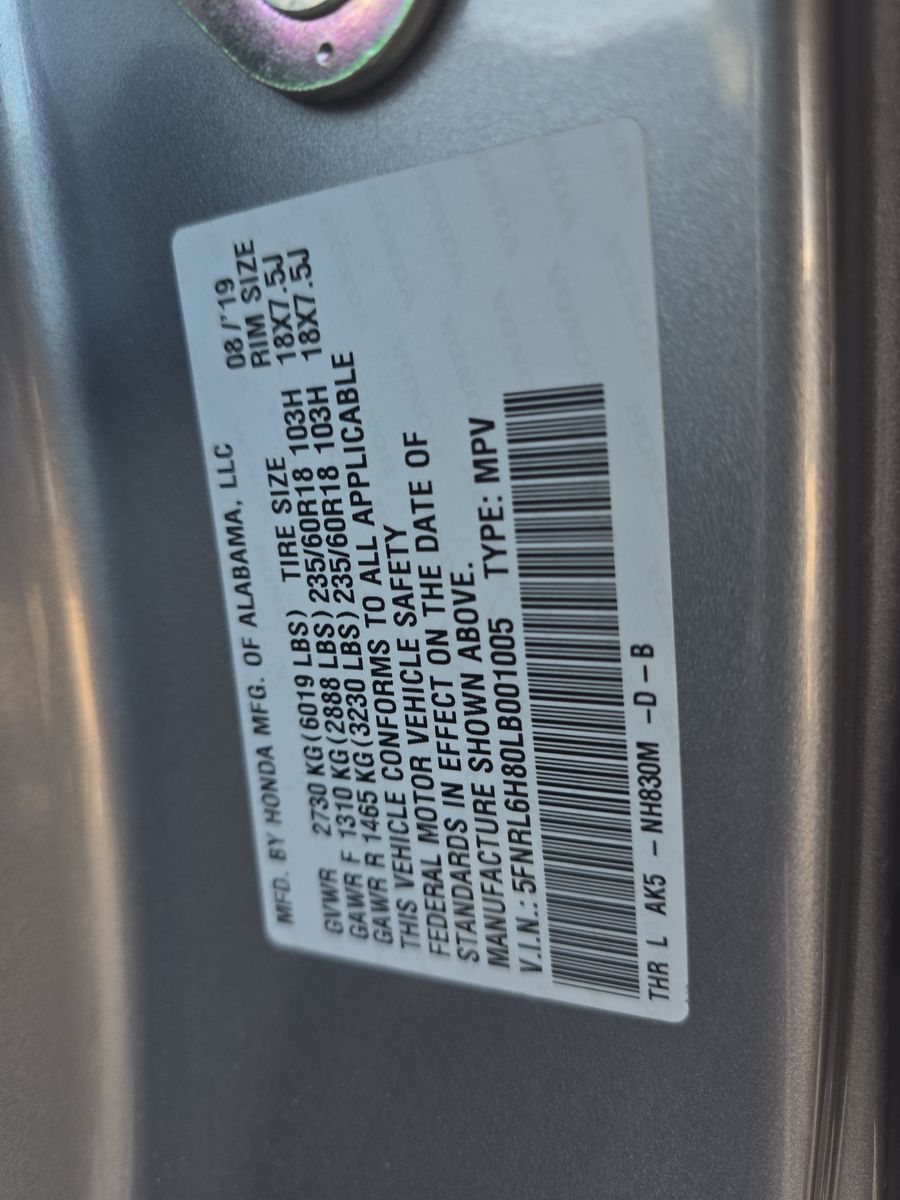 MFD. BY HONDA MFG. OF ALABAMA, LLC 08/'19
TIRE SIZE RIM SIZE
GVWR 2730 KG(6019 LBS)
GAWR F 1310 KG(2888 LBS) 235/60R18 103H 18X7.5J
GAWR R 1465 KG(3230 LBS) 235/60R18 103H 18X7.5J
THIS VEHICLE CONFORMS TO ALL APPLICABLE
FEDERAL MOTOR VEHICLE SAFETY
STANDARDS IN EFFECT ON THE DATE OF
MANUFACTURE SHOWN ABOVE.
V.I.N.: 5FNRL6H80LB001005 TYPE: MPV
THR L AK5 - NH830M -D-B